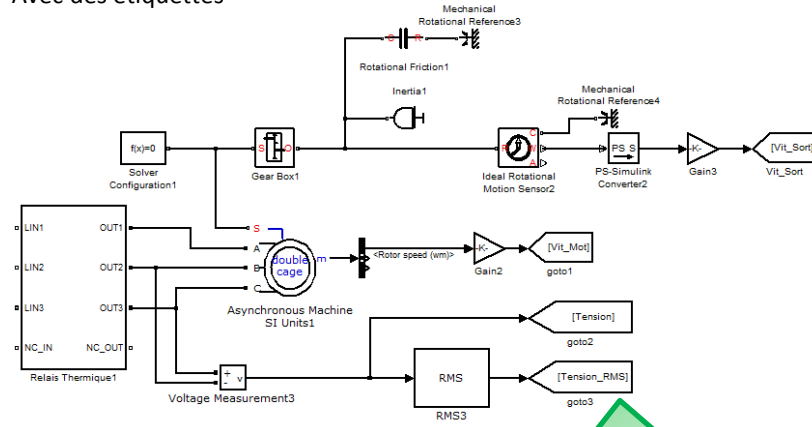 Avec des étiquettes
Mechanical
Rotational Reference3
S R
Rotational Friction1
Inertia1
Mechanical
Rotational Reference4
f(x)=0
Solver
Configuration1
S O
Gear Box1
R C W A
Ideal Rotational
Motion Sensor2
PS S
PS-Simulink
Converter2
-K-
Gain3
[Vit_Sort]
Vit_Sort
LIN1 OUT1
LIN2 OUT2
LIN3 OUT3
NC_IN NC_OUT
Relais Thermique1
S
A
B
C
m
double
cage
Asynchronous Machine
SI Units1
<Rotor speed (wm)>
-K-
Gain2
[Vit_Mot]
goto1
[Tension]
goto2
+
-
v
Voltage Measurement3
RMS
RMS3
[Tension_RMS]
goto3